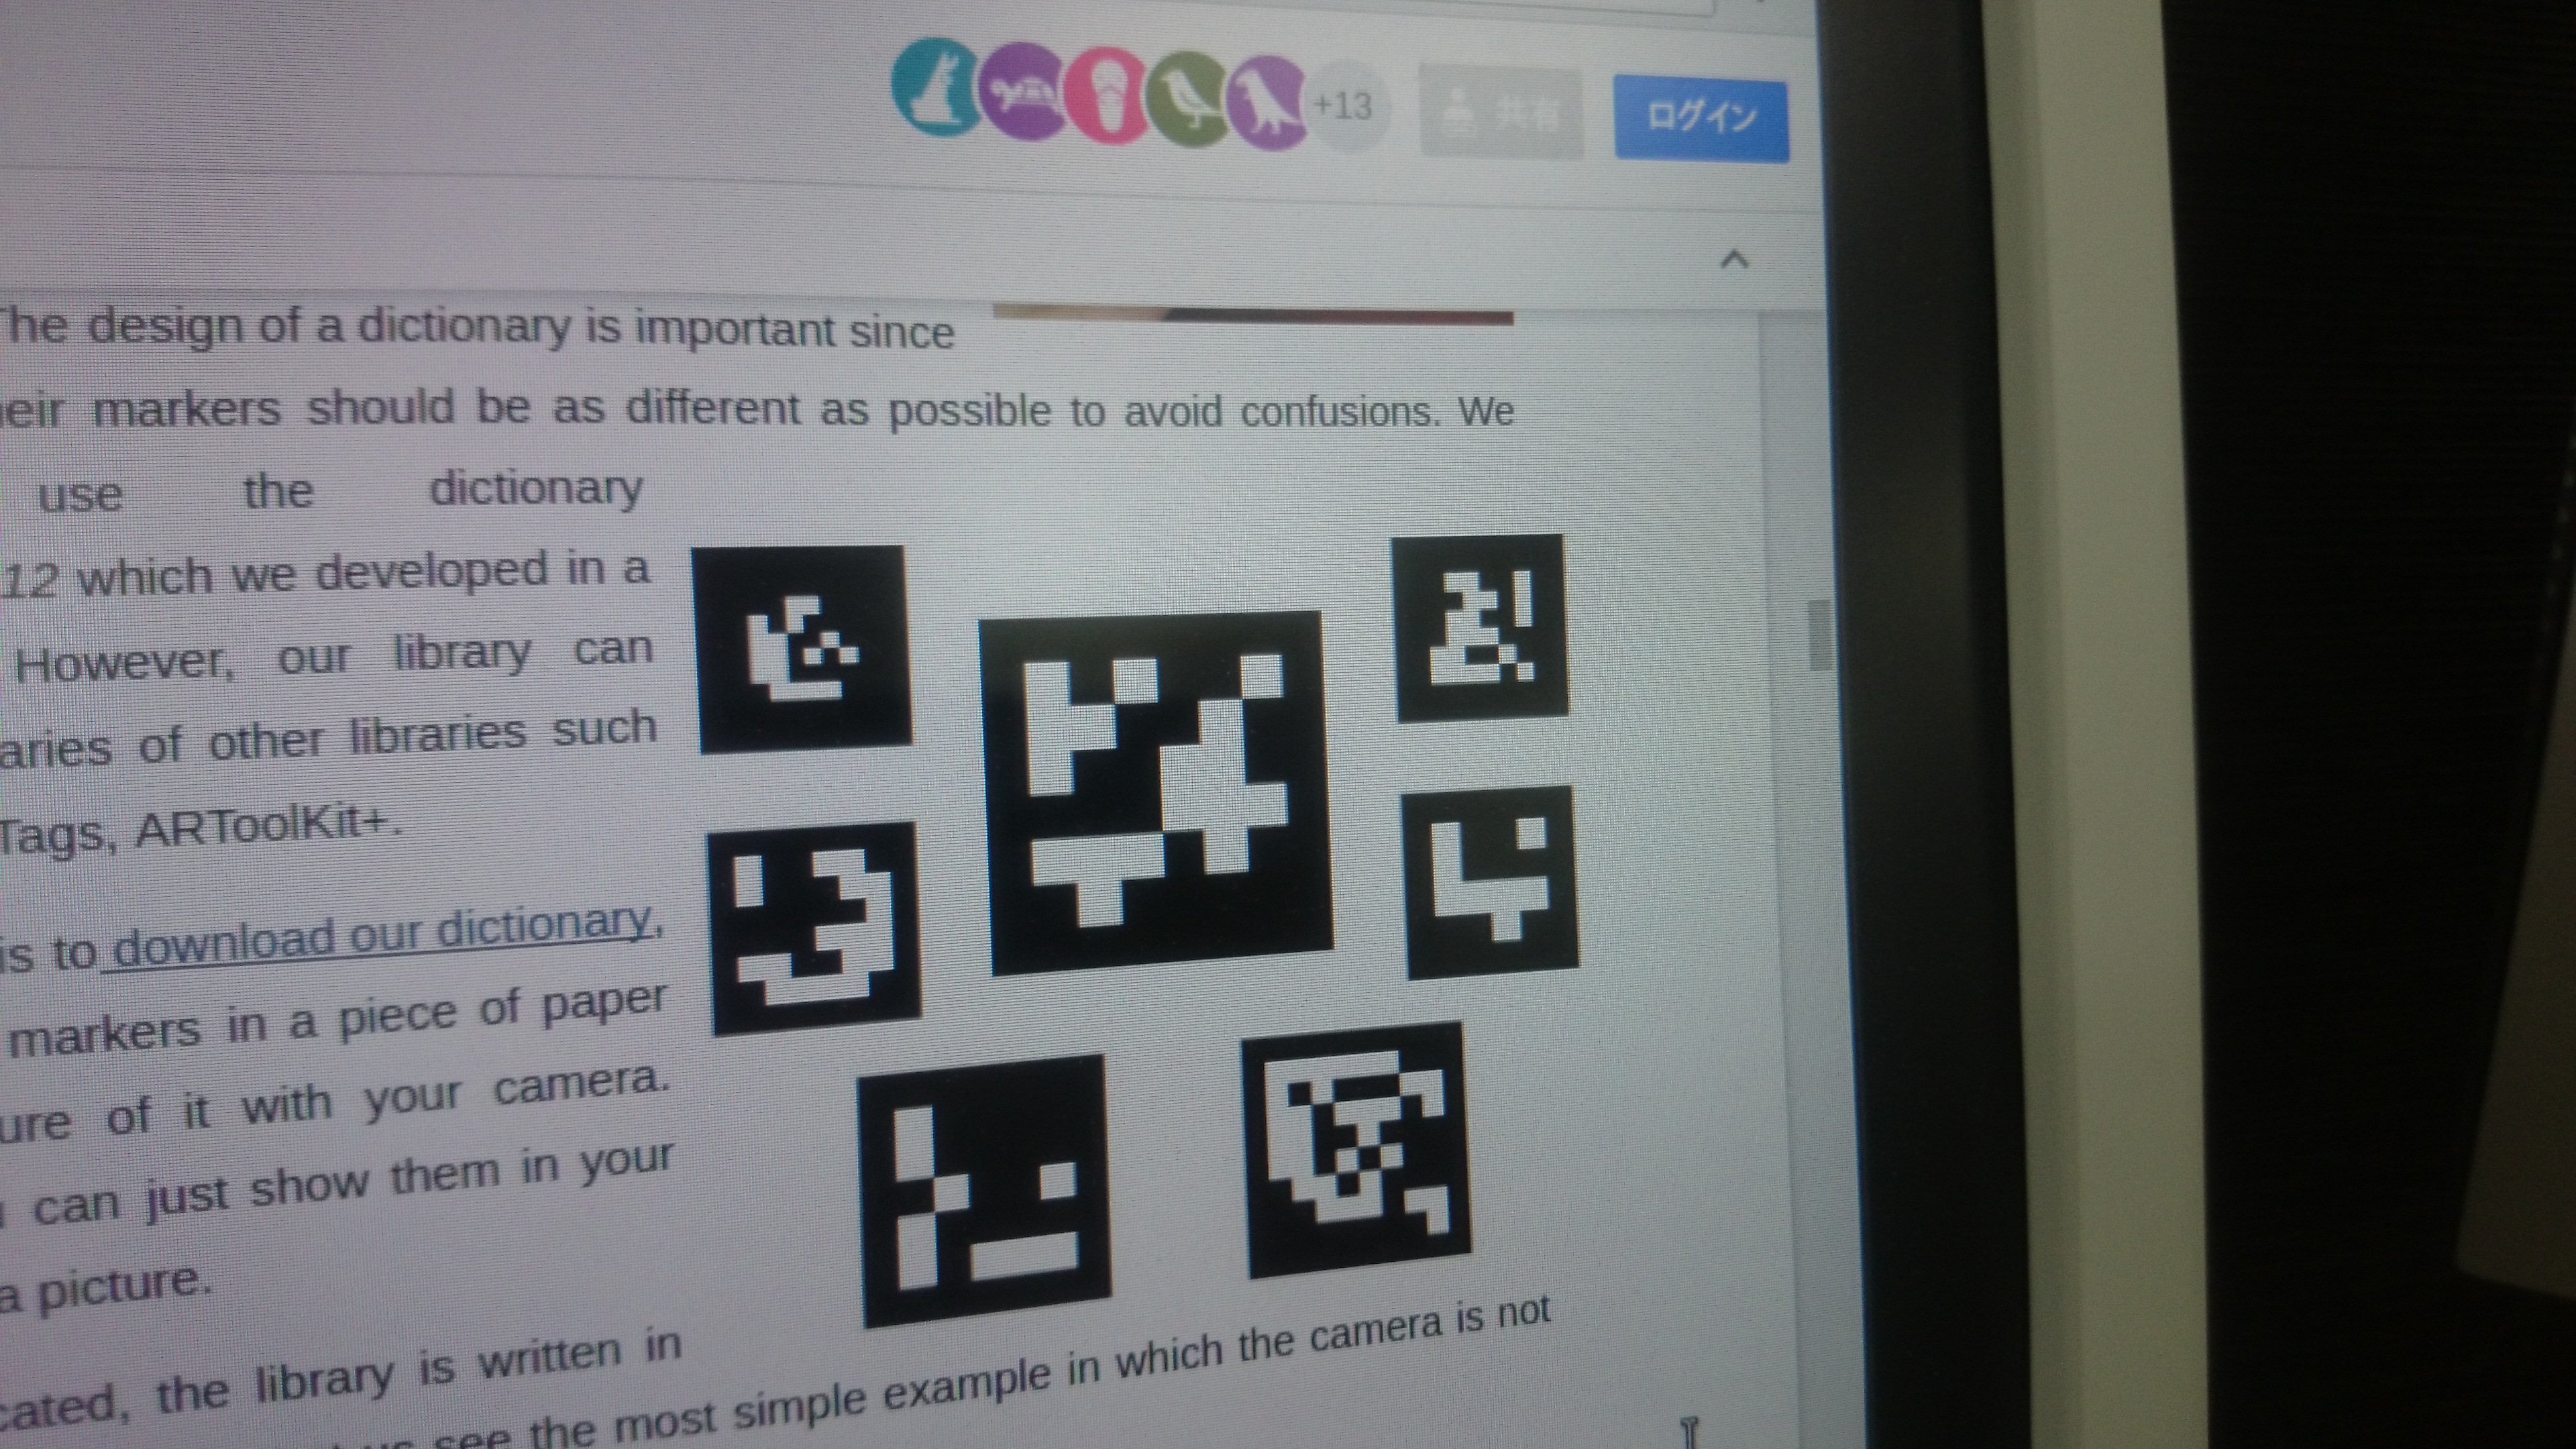 +13 共有 ログイン
The design of a dictionary is important since
eir markers should be as different as possible to avoid confusions. We
use the dictionary
12 which we developed in a
However, our library can
aries of other libraries such
Tags, ARToolKit+.
is to download our dictionary,
markers in a piece of paper
ure of it with your camera.
can just show them in your
a picture.
cated, the library is written in
see the most simple example in which the camera is not